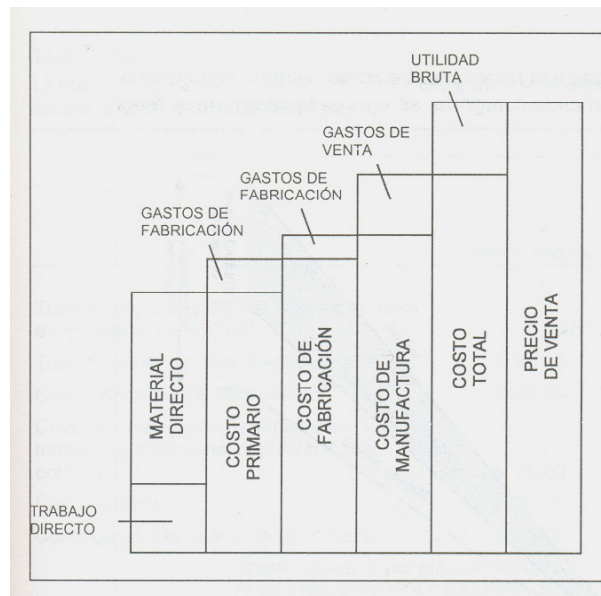 UTILIDAD
BRUTA
GASTOS DE
VENTA
GASTOS DE
FABRICACIÓN
GASTOS DE
FABRICACIÓN
MATERIAL
DIRECTO
COSTO
PRIMARIO
COSTO DE
FABRICACIÓN
COSTO DE
MANUFACTURA
COSTO
TOTAL
PRECIO
DE VENTA
TRABAJO
DIRECTO